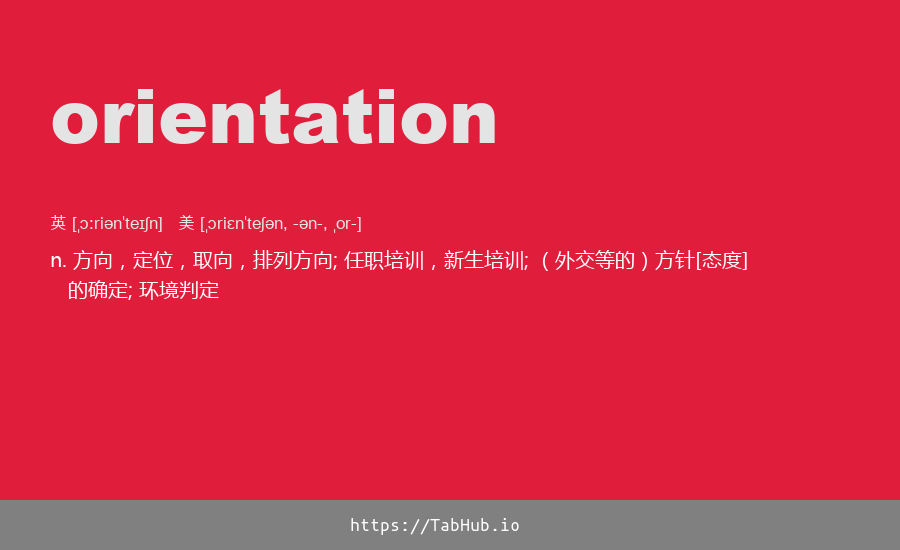 orientation
英 [ˌɔːriənˈteɪʃn] 美 [ˌɔriɛnˈteʃən, -ən-, ˌor-]
n. 方向，定位，取向，排列方向; 任职培训，新生培训; （外交等的）方针[态度]
的确定; 环境判定
https://TabHub.io